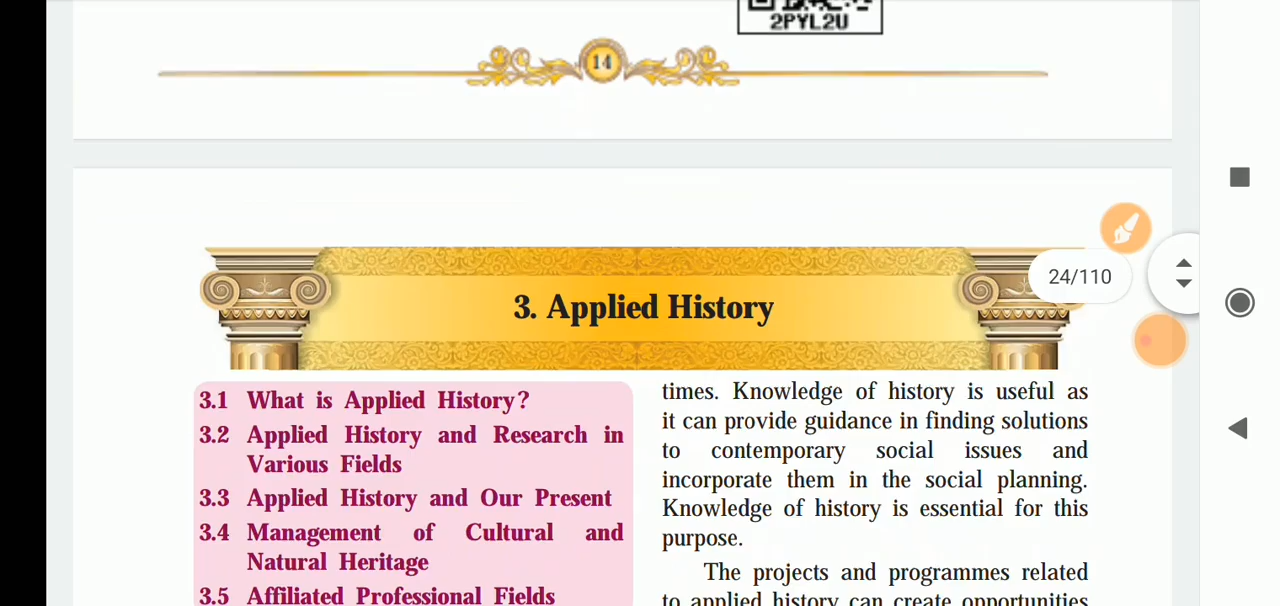 2PYL2U
14
24/110
3. Applied History
3.1 What is Applied History?
3.2 Applied History and Research in
Various Fields
3.3 Applied History and Our Present
3.4 Management of Cultural and
Natural Heritage
3.5 Affiliated Professional Fields
times. Knowledge of history is useful as
it can provide guidance in finding solutions
to contemporary social issues and
incorporate them in the social planning.
Knowledge of history is essential for this
purpose.
The projects and programmes related
to applied history can create opportunities